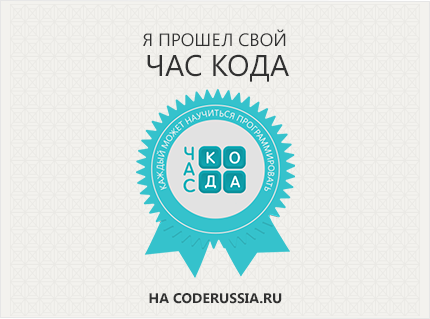 Я ПРОШЕЛ СВОЙ
ЧАС КОДА
КАЖДЫЙ МОЖЕТ НАУЧИТЬСЯ ПРОГРАММИРОВАТЬ
ЧАС
КО
ДА
НА CODERUSSIA.RU